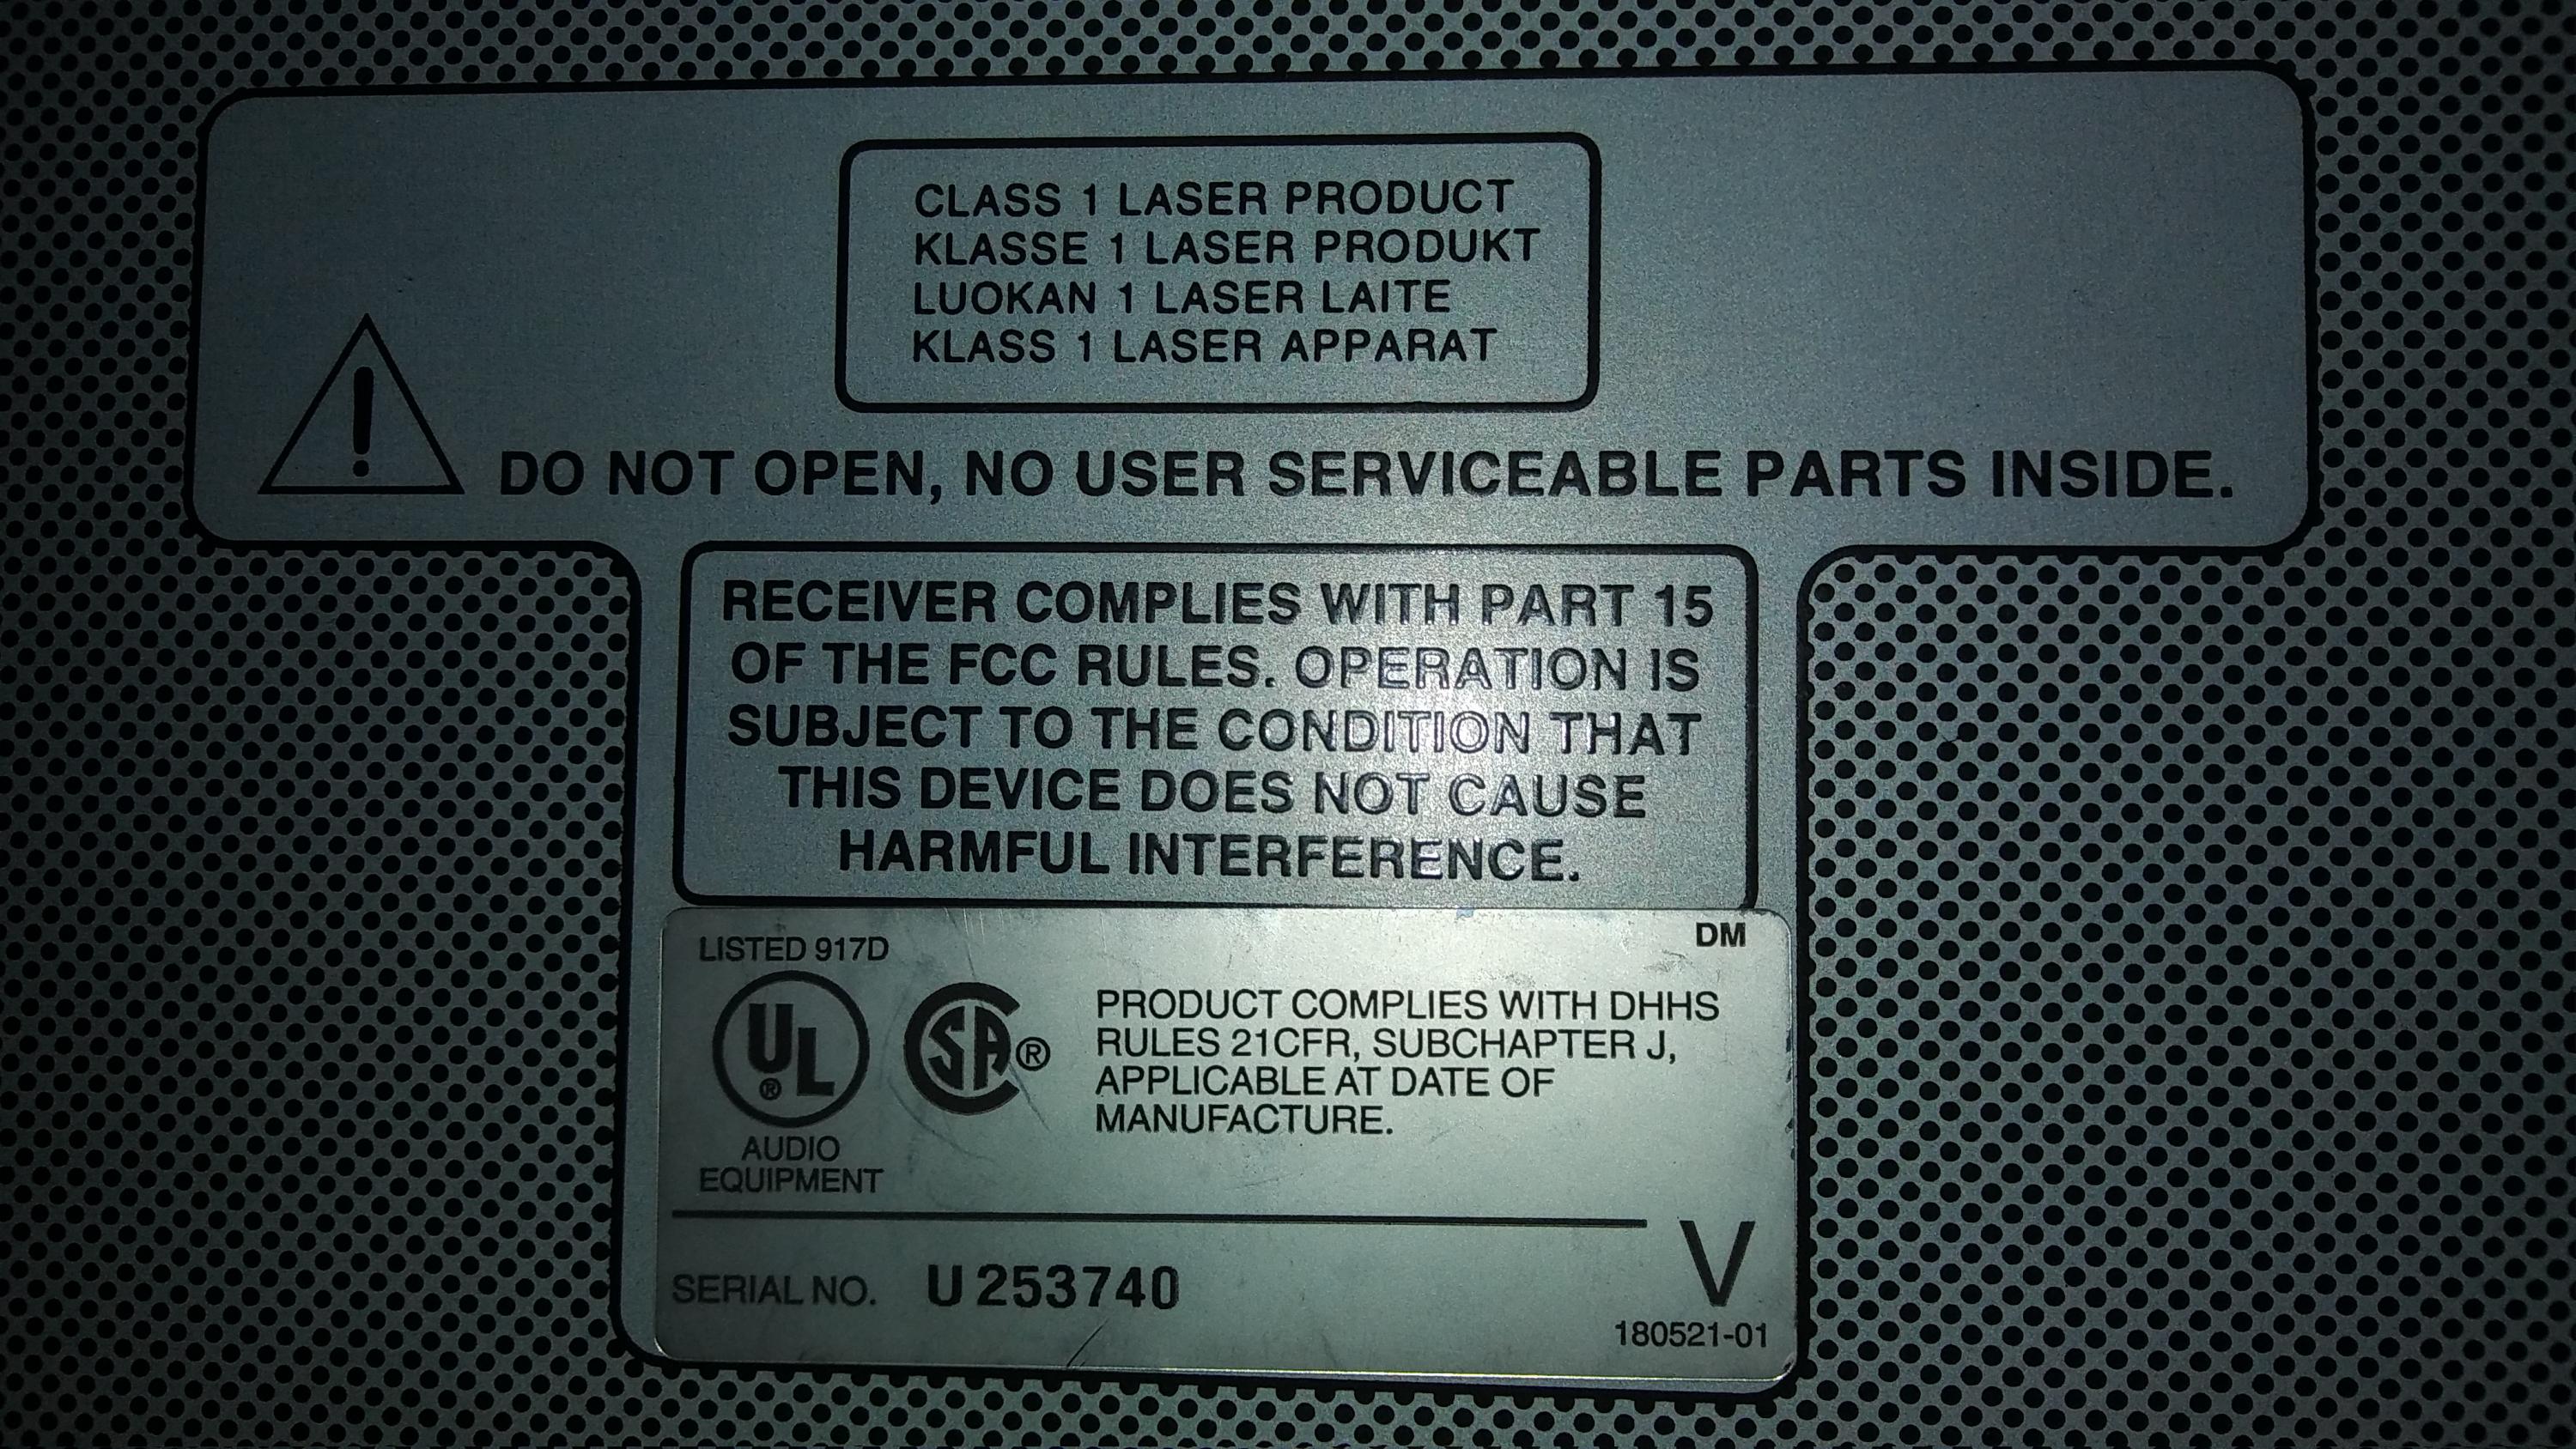 CLASS 1 LASER PRODUCT
KLASSE 1 LASER PRODUKT
LUOKAN 1 LASER LAITE
KLASS 1 LASER APPARAT
! DO NOT OPEN, NO USER SERVICEABLE PARTS INSIDE.
RECEIVER COMPLIES WITH PART 15
OF THE FCC RULES. OPERATION IS
SUBJECT TO THE CONDITION THAT
THIS DEVICE DOES NOT CAUSE
HARMFUL INTERFERENCE.
DM
LISTED 917D
UL®
AUDIO
EQUIPMENT
SA®
PRODUCT COMPLIES WITH DHHS
RULES 21CFR, SUBCHAPTER J,
APPLICABLE AT DATE OF
MANUFACTURE.
SERIAL NO. U 253740
V
180521-01